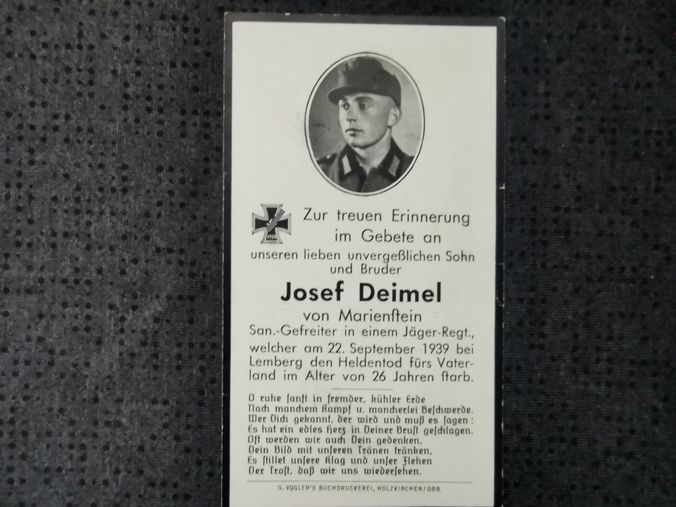 Zur treuen Erinnerung
im Gebete an
unseren lieben unvergeßlichen Sohn
und Bruder
Josef Deimel
von Marienſtein
San.-Gefreiter in einem Jäger-Regt.,
welcher am 22. September 1939 bei
Lemberg den Heldentod fürs Vater-
land im Alter von 26 Jahren ſtarb.
O ruhe ſanft in fremder, kühler Erde
Nach manchem Kampf u. mancherlei Beſchwerde.
Wer Dich gekannt, der wird und muß es ſagen:
Es hat ein edles Herz in Deiner Bruſt geſchlagen.
Oft werden wir auch Dein gedenken,
Dein Bild mit unſeren Tränen tränken,
Es ſtillet unſere Klag und unſer Flehen
Der Troſt, daß wir uns wiederſehen.
G. VOGLER'S BUCHDRUCKEREI, HOLZKIRCHEN/OBB.